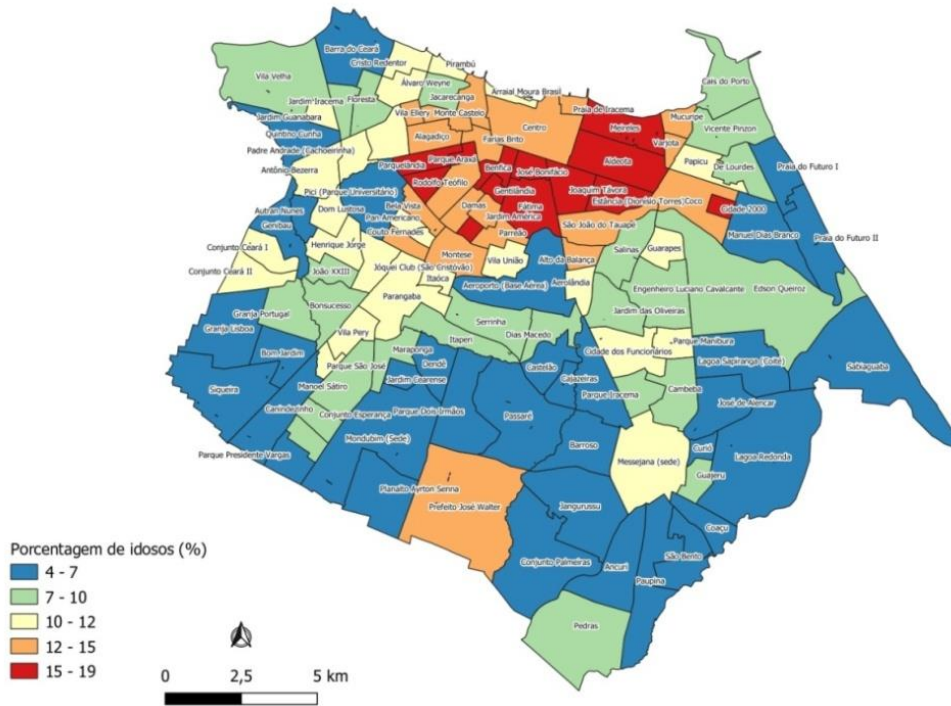 Barra do Ceará
Cristo Redentor
Pirambú
Vila Velha
Álvaro Weyne
Cais do Porto
Jardim Iracema
Floresta
Jacarecanga
Arraial Moura Brasil
Praia de Iracema
Jardim Guanabara
Vila Ellery
Monte Castelo
Centro
Mucuripe
Meireles
Vicente Pinzon
Quintino Cunha
Alagadiço
Farias Brito
Varjota
Padre Andrade (Cachoeirinha)
Parquelândia
Parque Araxá
Benfica
José Bonifácio
Aldeota
Papicu
De Lourdes
Praia do Futuro I
Antônio Bezerra
Rodolfo Teófilo
Gentilândia
Joaquim Távora
Pici (Parque Universitário)
Estância (Dionísio Torres)
Cocó
Cidade 2000
Autran Nunes
Dom Lustosa
Bela Vista
Damas
Fátima
Jardim América
Pan Americano
São João do Tauape
Manuel Dias Branco
Praia do Futuro II
Genibau
Couto Fernades
Parreão
Conjunto Ceará I
Henrique Jorge
Montese
Vila União
Alto da Balança
Salinas
Guarapes
Conjunto Ceará II
João XXIII
Jóquei Club (São Cristóvão)
Itaóca
Aeroporto (Base Aérea)
Aerolândia
Engenheiro Luciano Cavalcante
Edson Queiroz
Bonsucesso
Parangaba
Granja Portugal
Granja Lisboa
Serrinha
Jardim das Oliveiras
Vila Pery
Dias Macedo
Itaperi
Cidade dos Funcionários
Parque Manibura
Bom Jardim
Maraponga
Lagoa Sapiranga (Coité)
Sabiaguaba
Parque São José
Dendê
Castelão
Siqueira
Manoel Sátiro
Jardim Cearense
Cajazeiras
Parque Iracema
Cambeba
José de Alencar
Canindezinho
Conjunto Esperança
Parque Dois Irmãos
Passaré
Mondubim (Sede)
Barroso
Curió
Parque Presidente Vargas
Messejana (sede)
Lagoa Redonda
Guajeru
Planalto Ayrton Senna
Prefeito José Walter
Jangurussu
Coaçu
Conjunto Palmeiras
Ancuri
São Bento
Paupina
Pedras
Porcentagem de idosos (%)
4 - 7
7 - 10
10 - 12
12 - 15
15 - 19
0 2,5 5 km